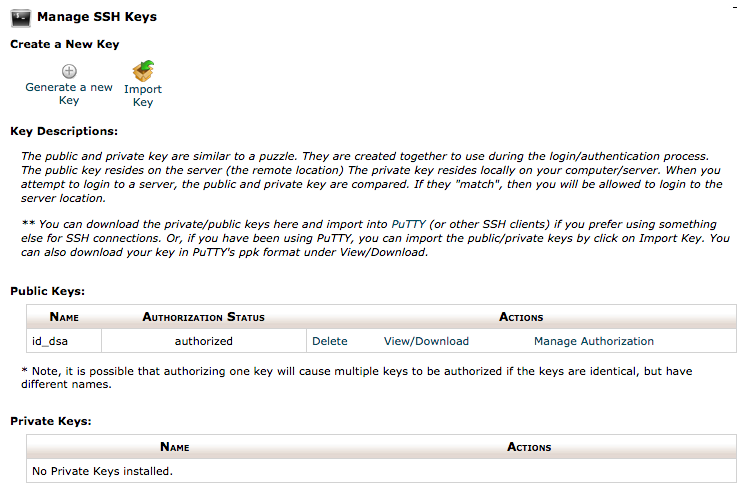 Manage SSH Keys
Create a New Key
Generate a new
Key
Import
Key
Key Descriptions:
The public and private key are similar to a puzzle. They are created together to use during the login/authentication process.
The public key resides on the server (the remote location) The private key resides locally on your computer/server. When you
attempt to login to a server, the public and private key are compared. If they "match", then you will be allowed to login to the
server location.
** You can download the private/public keys here and import into PuTTY (or other SSH clients) if you prefer using something
else for SSH connections. Or, if you have been using PuTTY, you can import the public/private keys by click on Import Key. You
can also download your key in PuTTY's ppk format under View/Download.
Public Keys:
Name Authorization Status Actions
id_dsa authorized Delete View/Download Manage Authorization
* Note, it is possible that authorizing one key will cause multiple keys to be authorized if the keys are identical, but have
different names.
Private Keys:
Name Actions
No Private Keys installed.